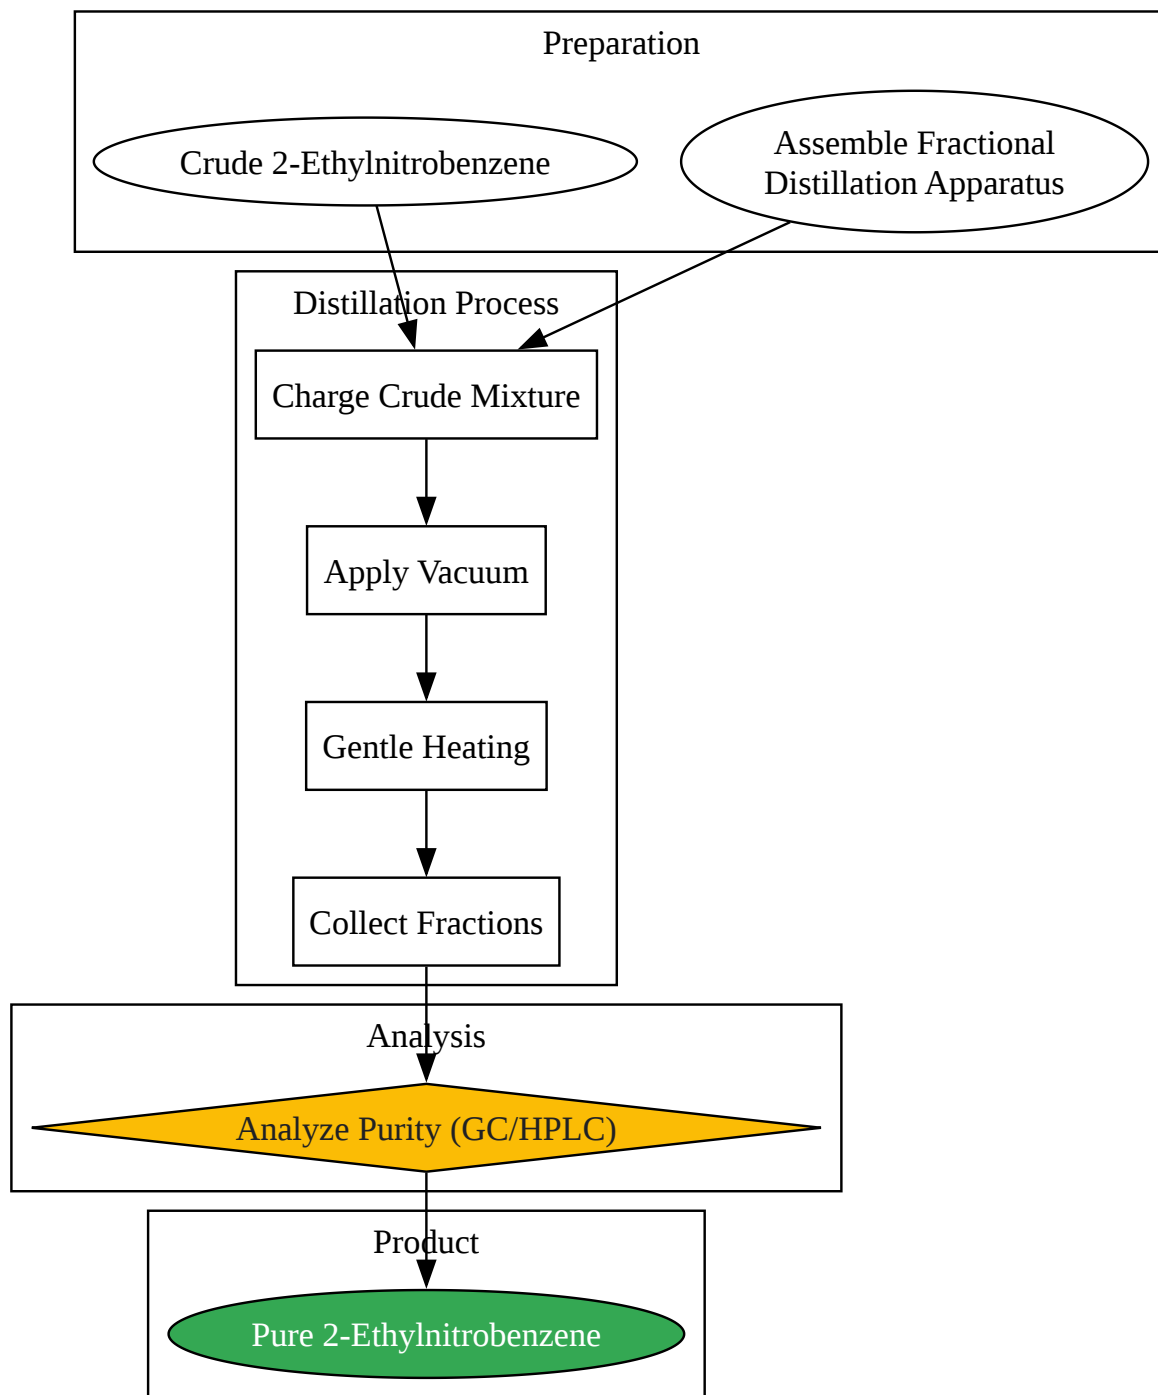 Preparation
Crude 2-Ethylnitrobenzene
Assemble Fractional
Distillation Apparatus
Distillation Process
Charge Crude Mixture
Apply Vacuum
Gentle Heating
Collect Fractions
Analysis
Analyze Purity (GC/HPLC)
Product
Pure 2-Ethylnitrobenzene